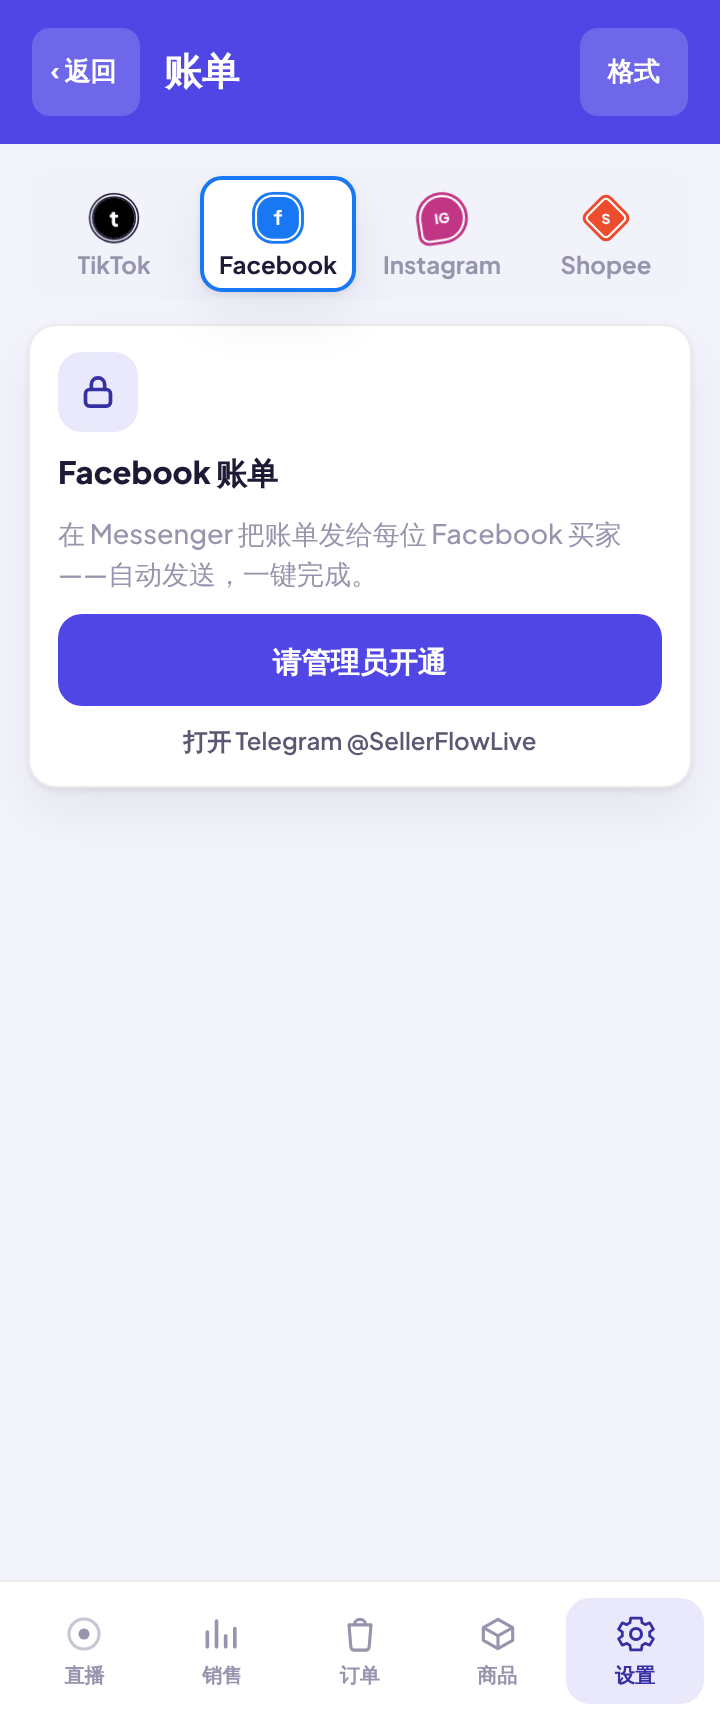 ‹ 返回
账单
格式
t
f
IG
S
TikTok
Facebook
Instagram
Shopee
Facebook 账单
在 Messenger 把账单发给每位 Facebook 买家
——自动发送，一键完成。
请管理员开通
打开 Telegram @SellerFlowLive
直播
销售
订单
商品
设置